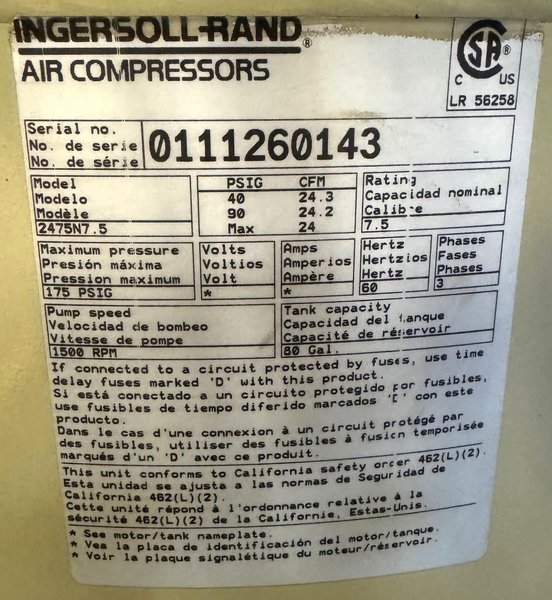 INGERSOLL-RAND®
AIR COMPRESSORS
CSA®
C US
LR 56258
Serial no.
No. de serie
No. de série
0111260143
Model
Modelo
Modèle
2475N7.5
PSIG CFM
40 24.3
90 24.2
Max 24
Rating
Capacidad nominal
Calibre
7.5
Maximum pressure
Presión máxima
Pression maximum
175 PSIG
Volts
Voltios
Volt
*
Amps
Amperios
Ampère
*
Hertz
Hertzios
Hertz
60
Phases
Fases
Phases
3
Pump speed
Velocidad de bombeo
Vitesse de pompe
1500 RPM
Tank capacity
Capacidad del tanque
Capacité de réservoir
80 Gal.
If connected to a circuit protected by fuses, use time
delay fuses marked 'D' with this product.
Si está conectado a un circuito protegido por fusibles,
use fusibles de tiempo diferido marcados 'D' con este
producto.
Dans le cas d'une connexion à un circuit protégé par
des fusibles, utiliser des fusibles à fusion temporisée
marqués d'un 'D' avec ce produit.
This unit conforms to California safety order 462(L)(2).
Esta unidad se ajusta a las normas de Seguridad de
California 462(L)(2).
Cette unité répond à l'ordonnance relative à la
sécurité 462(L)(2) de la Californie, Estas-Unis.
* See motor/tank nameplate.
* Vea la placa de identificación del motor/tanque.
* Voir la plaque signalétique du moteur/réservoir.